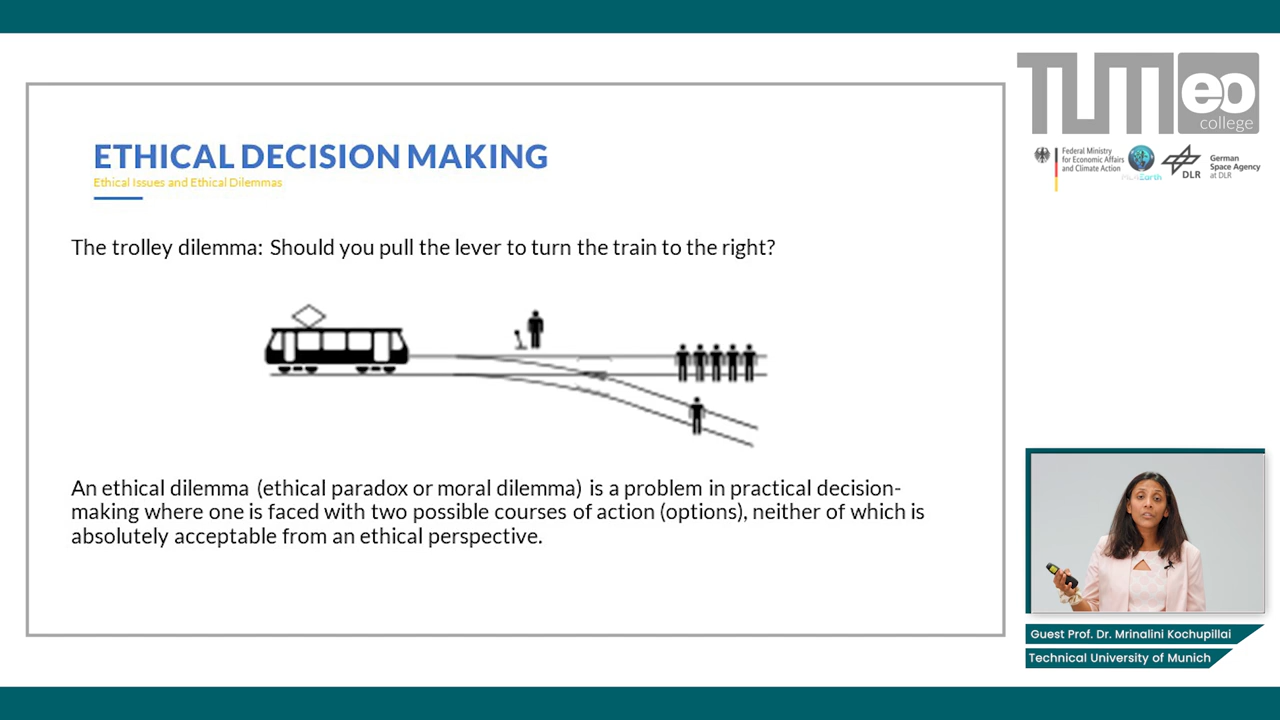 ETHICAL DECISION MAKING
Ethical Issues and Ethical Dilemmas
The trolley dilemma: Should you pull the lever to turn the train to the right?
An ethical dilemma (ethical paradox or moral dilemma) is a problem in practical decision-
making where one is faced with two possible courses of action (options), neither of which is
absolutely acceptable from an ethical perspective.
TUM eo
college
Federal Ministry
for Economic Affairs
and Climate Action
ML4Earth
DLR
German
Space Agency
at DLR
Guest Prof. Dr. Mrinalini Kochupillai
Technical University of Munich